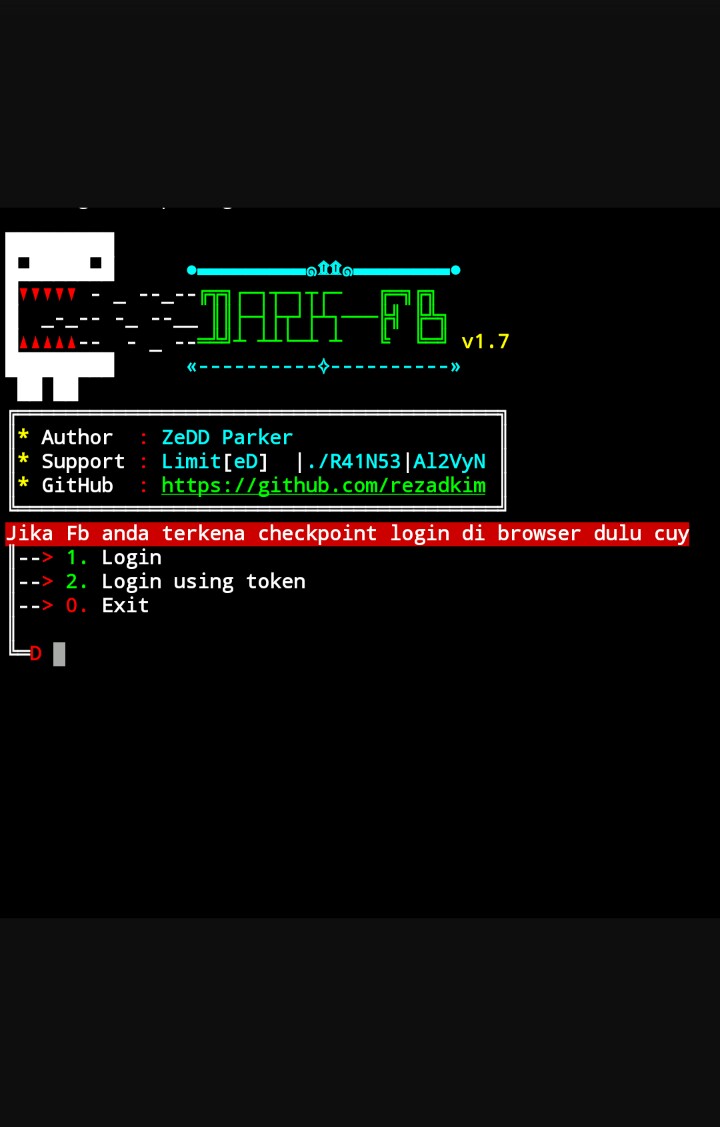 DARK-FB v1.7
* Author : ZeDD Parker
* Support : Limit[eD] |./R41N53|Al2VyN
* GitHub : https://github.com/rezadkim
Jika Fb anda terkena checkpoint login di browser dulu cuy
--> 1. Login
--> 2. Login using token
--> 0. Exit
D